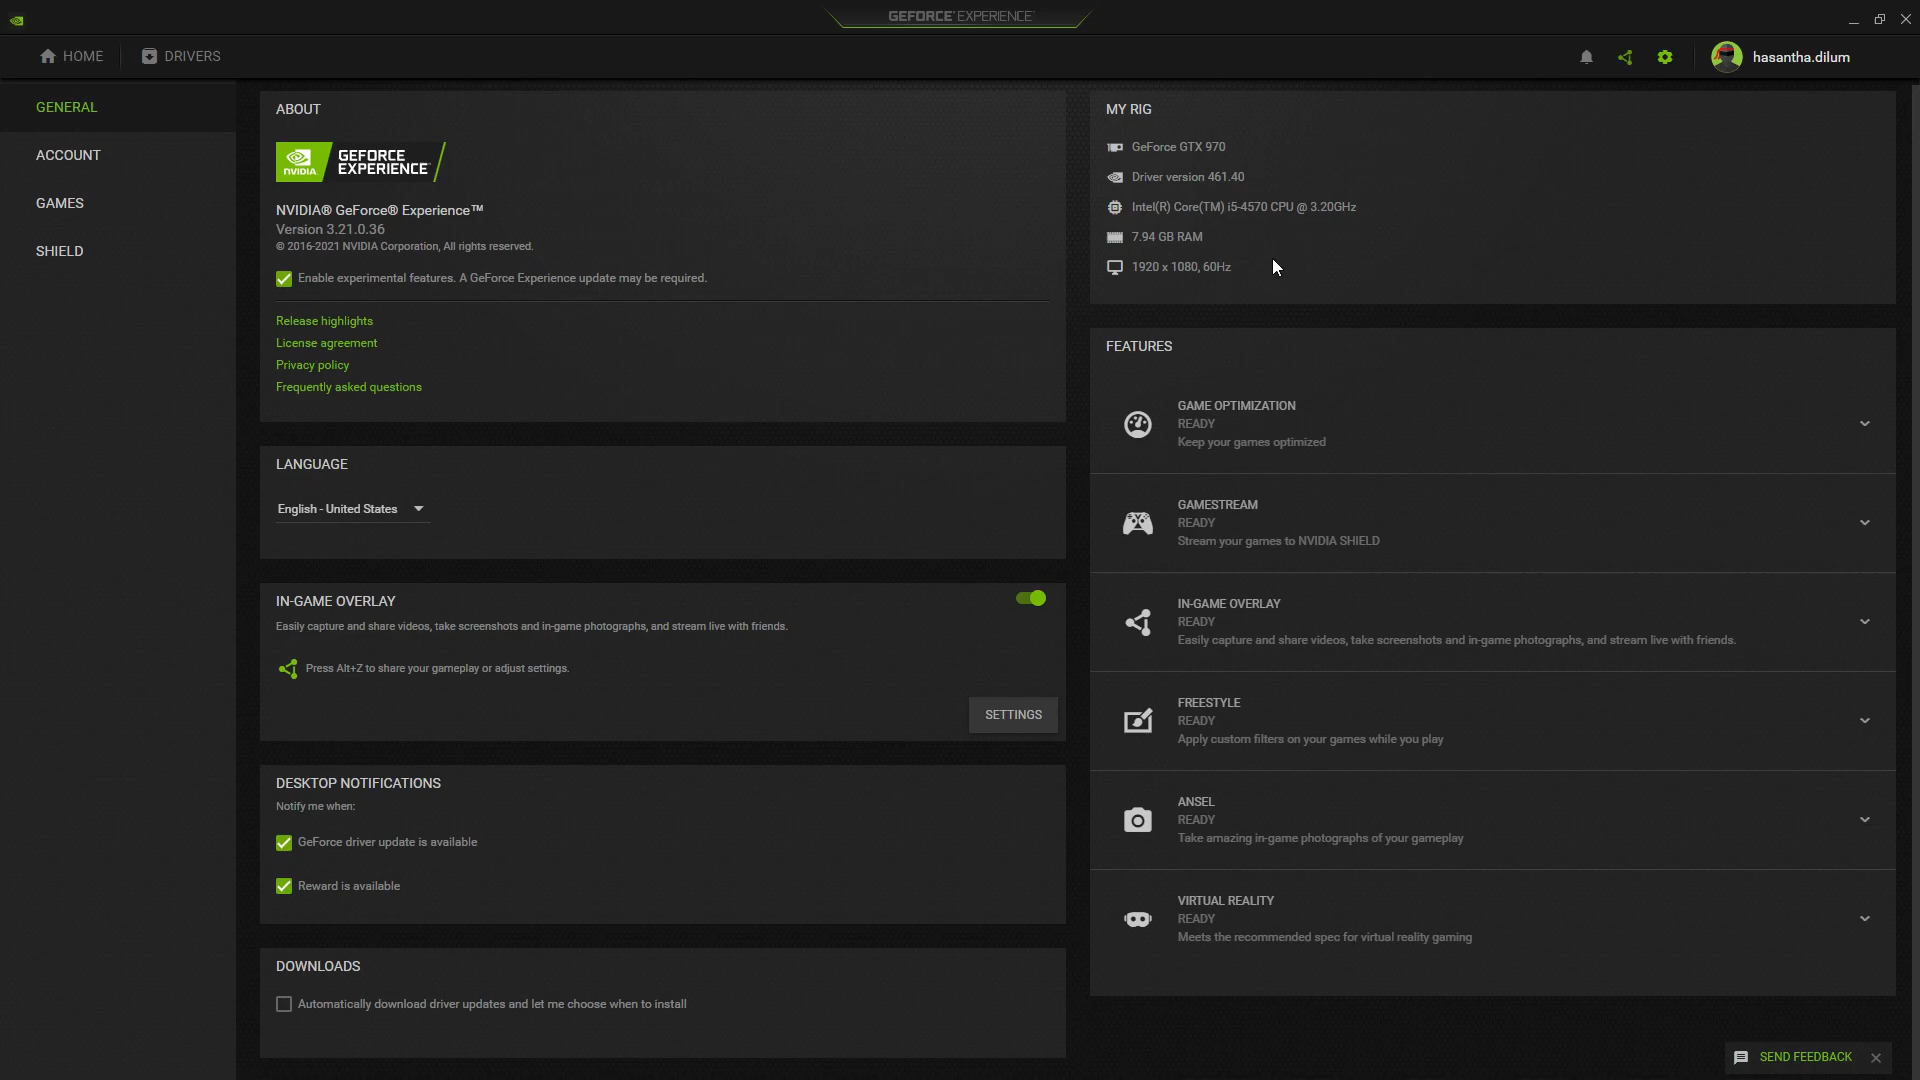 GEFORCE® EXPERIENCE™
HOME
DRIVERS
hasantha.dilum
GENERAL
ACCOUNT
GAMES
SHIELD
ABOUT
NVIDIA
GEFORCE
EXPERIENCE
NVIDIA® GeForce® Experience™
Version 3.21.0.36
© 2016-2021 NVIDIA Corporation, All rights reserved.
Enable experimental features. A GeForce Experience update may be required.
Release highlights
License agreement
Privacy policy
Frequently asked questions
LANGUAGE
English - United States
IN-GAME OVERLAY
Easily capture and share videos, take screenshots and in-game photographs, and stream live with friends.
Press Alt+Z to share your gameplay or adjust settings.
SETTINGS
DESKTOP NOTIFICATIONS
Notify me when:
GeForce driver update is available
Reward is available
DOWNLOADS
Automatically download driver updates and let me choose when to install
MY RIG
GeForce GTX 970
Driver version 461.40
Intel(R) Core(TM) i5-4570 CPU @ 3.20GHz
7.94 GB RAM
1920 x 1080, 60Hz
FEATURES
GAME OPTIMIZATION
READY
Keep your games optimized
GAMESTREAM
READY
Stream your games to NVIDIA SHIELD
IN-GAME OVERLAY
READY
Easily capture and share videos, take screenshots and in-game photographs, and stream live with friends.
FREESTYLE
READY
Apply custom filters on your games while you play
ANSEL
READY
Take amazing in-game photographs of your gameplay
VIRTUAL REALITY
READY
Meets the recommended spec for virtual reality gaming
SEND FEEDBACK